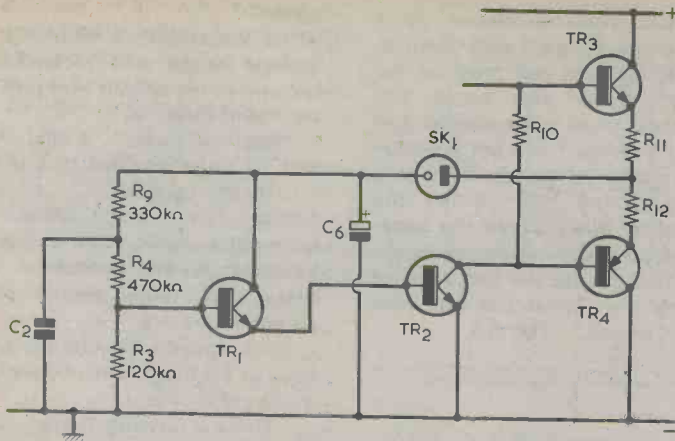 +
TR3
R10
R11
SK1
R9
330kΩ
R12
C6
+
R4
470kΩ
C2
TR1
TR2
TR4
R3
120kΩ
−